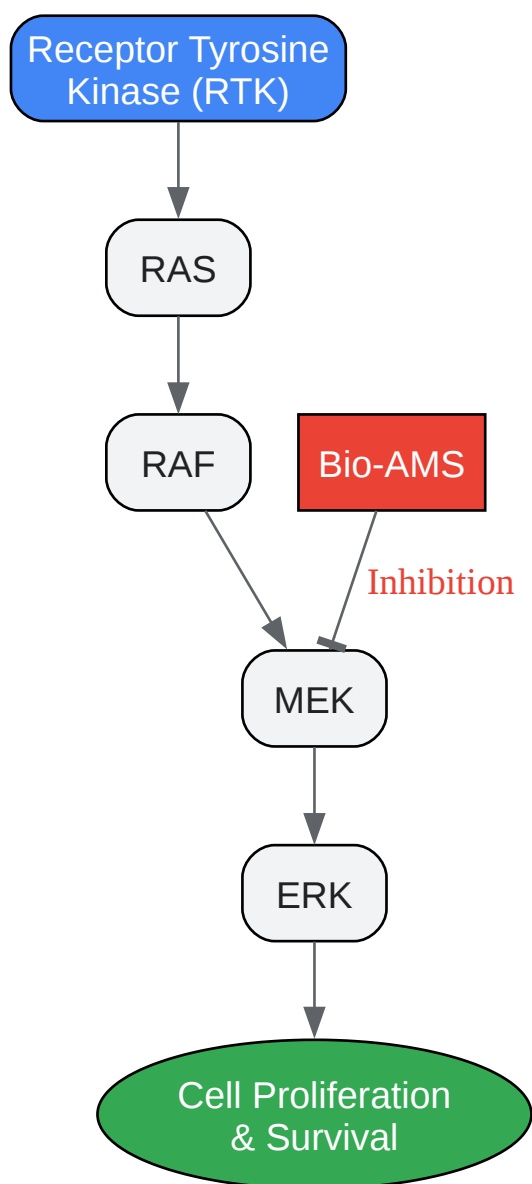 Receptor Tyrosine
Kinase (RTK)
RAS
RAF
Bio-AMS
Inhibition
MEK
ERK
Cell Proliferation
& Survival